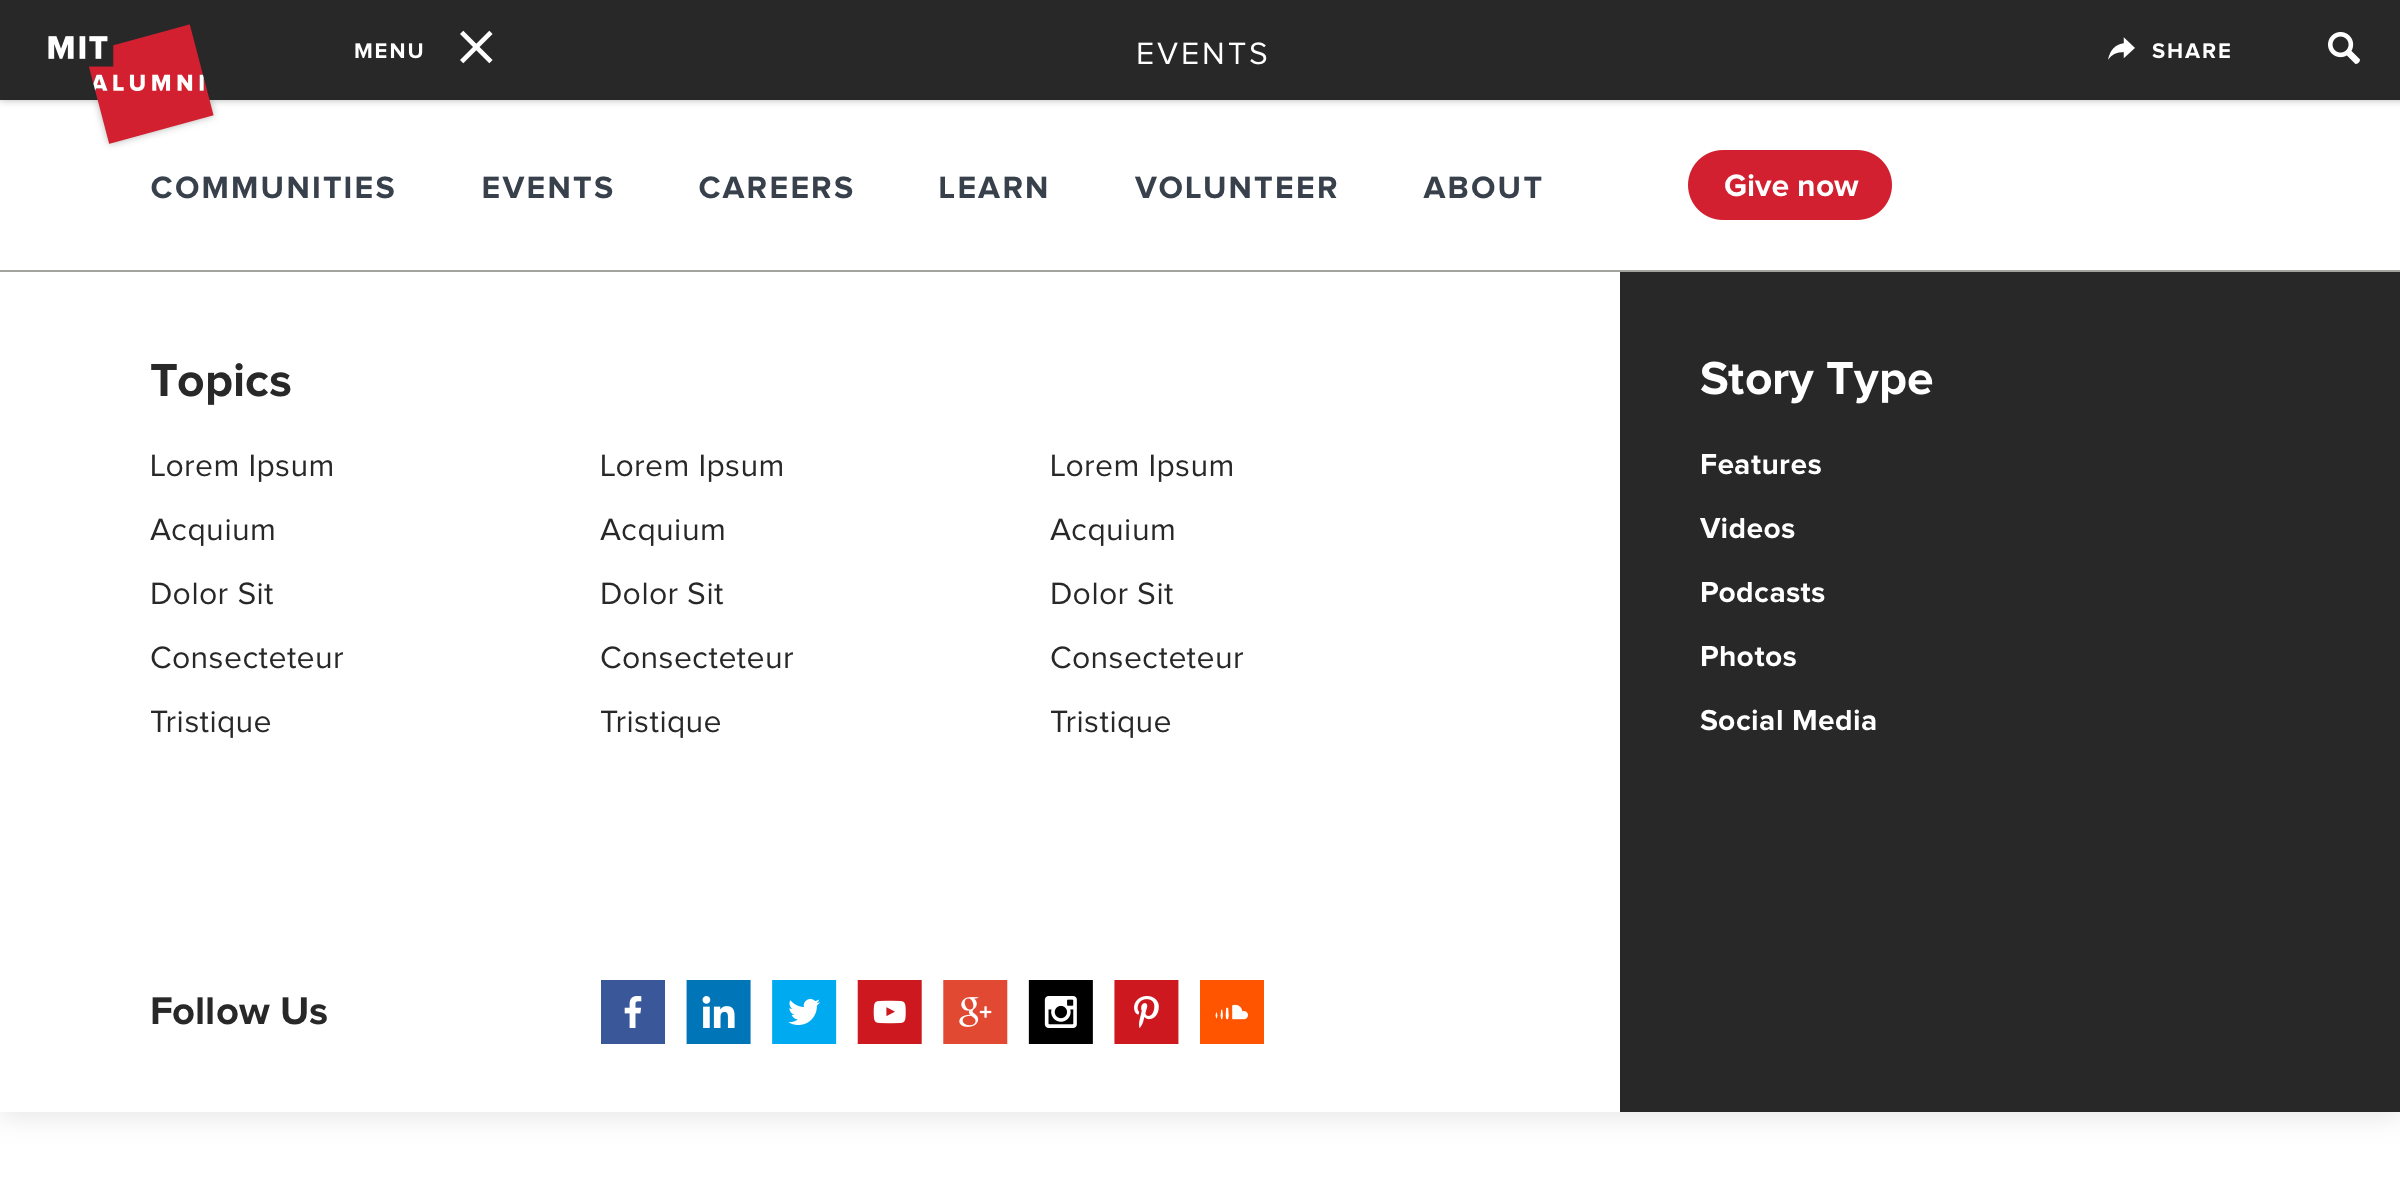 MIT
ALUMNI
MENU
EVENTS
SHARE
COMMUNITIES EVENTS CAREERS LEARN VOLUNTEER ABOUT Give now
Topics
Lorem Ipsum Lorem Ipsum Lorem Ipsum
Acquium Acquium Acquium
Dolor Sit Dolor Sit Dolor Sit
Consecteteur Consecteteur Consecteteur
Tristique Tristique Tristique
Story Type
Features
Videos
Podcasts
Photos
Social Media
Follow Us
f in g+